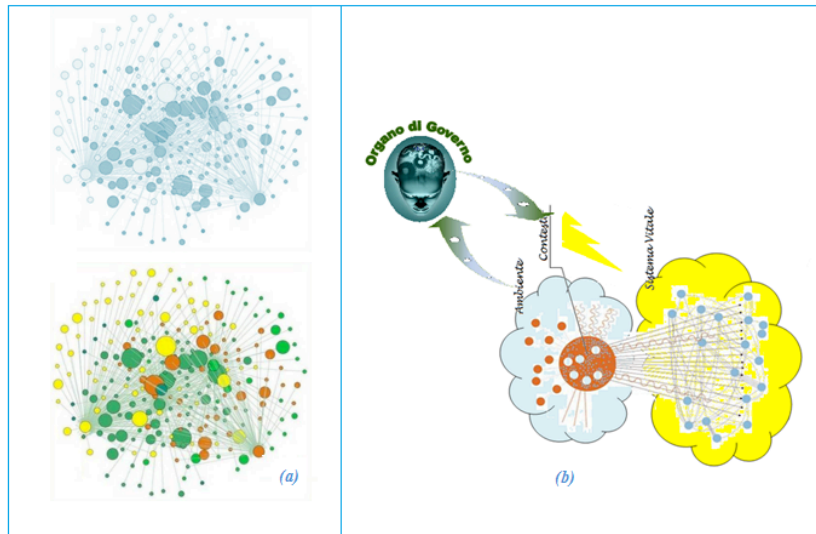 (a)
Organo di Governo
Ambiente
Contesto
Sistema Vitale
(b)